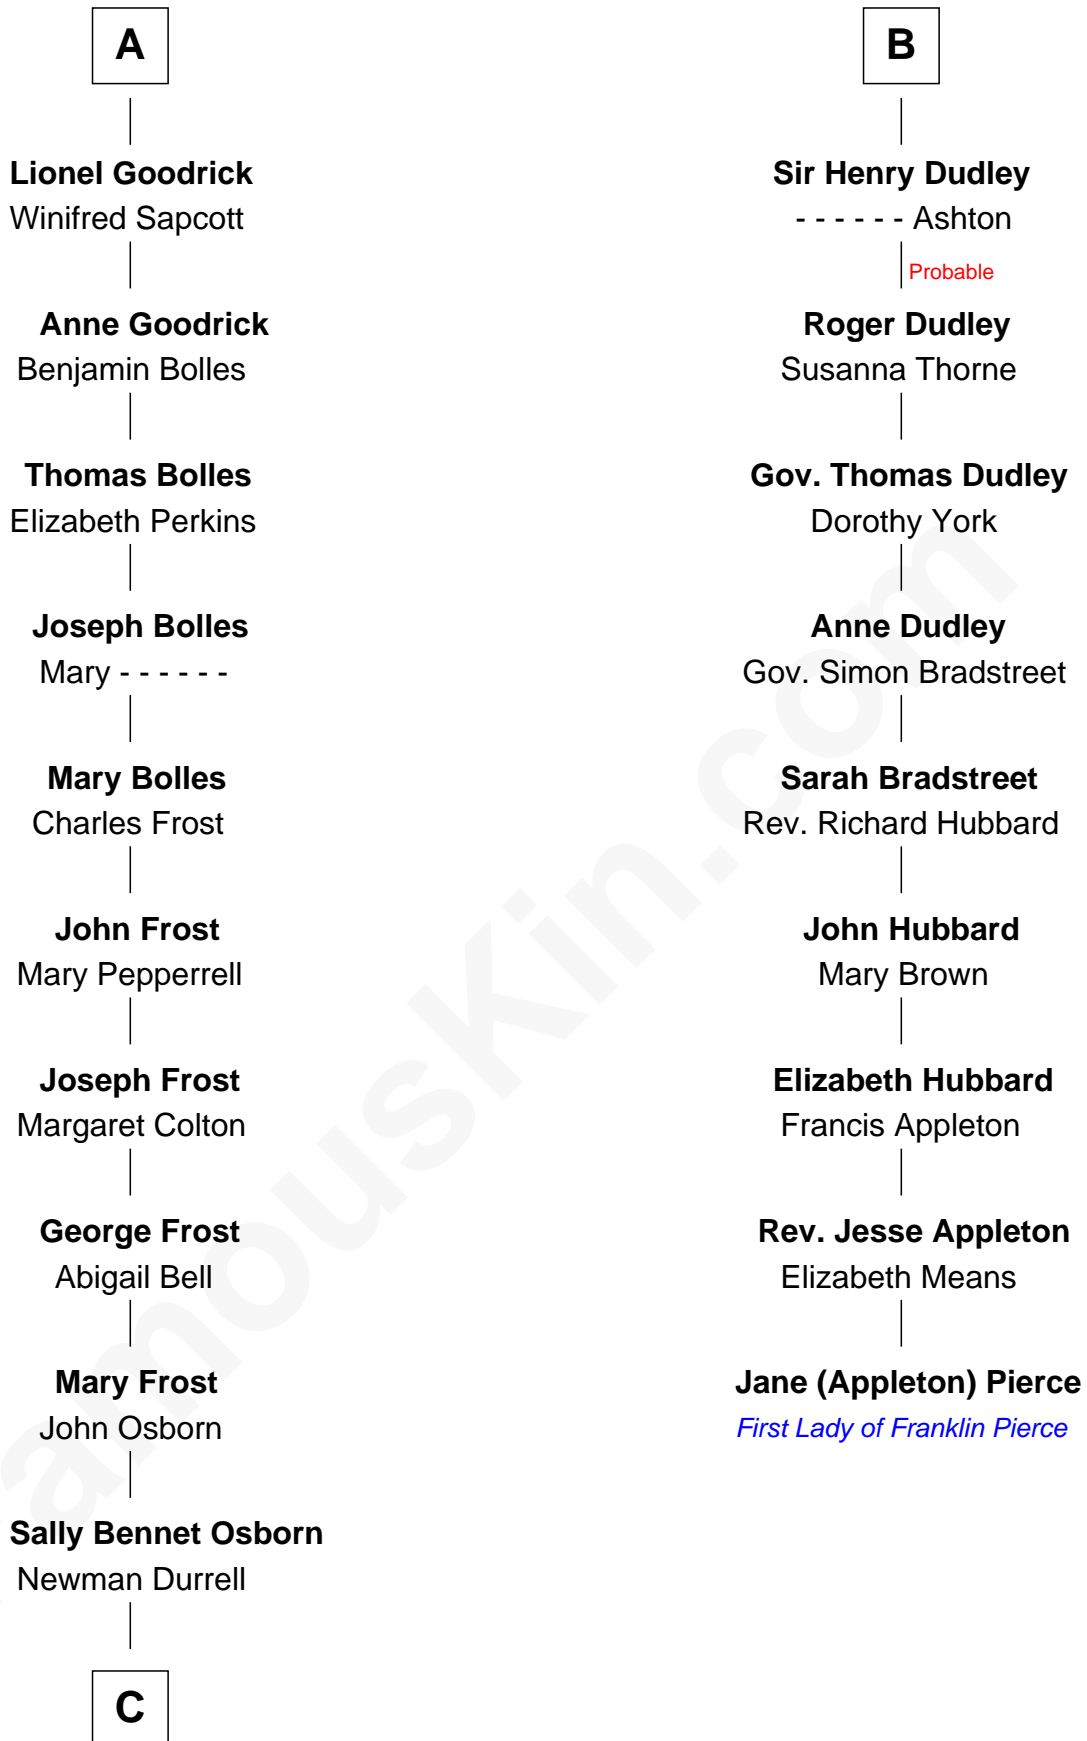 A
Lionel Goodrick
Winifred Sapcott
Anne Goodrick
Benjamin Bolles
Thomas Bolles
Elizabeth Perkins
Joseph Bolles
Mary - - - - - -
Mary Bolles
Charles Frost
John Frost
Mary Pepperrell
Joseph Frost
Margaret Colton
George Frost
Abigail Bell
Mary Frost
John Osborn
Sally Bennet Osborn
Newman Durrell
C
B
Sir Henry Dudley
- - - - - - Ashton
Probable
Roger Dudley
Susanna Thorne
Gov. Thomas Dudley
Dorothy York
Anne Dudley
Gov. Simon Bradstreet
Sarah Bradstreet
Rev. Richard Hubbard
John Hubbard
Mary Brown
Elizabeth Hubbard
Francis Appleton
Rev. Jesse Appleton
Elizabeth Means
Jane (Appleton) Pierce
First Lady of Franklin Pierce
amouskin.com